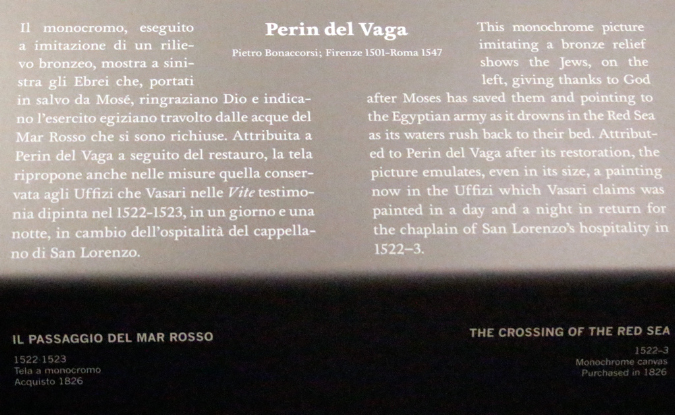 Perin del Vaga
Pietro Bonaccorsi; Firenze 1501-Roma 1547
Il monocromo, eseguito
a imitazione di un rilie-
vo bronzeo, mostra a sini-
stra gli Ebrei che, portati
in salvo da Mosé, ringraziano Dio e indica-
no l'esercito egiziano travolto dalle acque del
Mar Rosso che si sono richiuse. Attribuita a
Perin del Vaga a seguito del restauro, la tela
ripropone anche nelle misure quella conser-
vata agli Uffizi che Vasari nelle Vite testimo-
nia dipinta nel 1522-1523, in un giorno e una
notte, in cambio dell'ospitalità del cappella-
no di San Lorenzo.
This monochrome picture
imitating a bronze relief
shows the Jews, on the
left, giving thanks to God
after Moses has saved them and pointing to
the Egyptian army as it drowns in the Red Sea
as its waters rush back to their bed. Attribut-
ed to Perin del Vaga after its restoration, the
picture emulates, even in its size, a painting
now in the Uffizi which Vasari claims was
painted in a day and a night in return for
the chaplain of San Lorenzo's hospitality in
1522–3.
IL PASSAGGIO DEL MAR ROSSO
1522-1523
Tela a monocromo
Acquisto 1826
THE CROSSING OF THE RED SEA
1522–3
Monochrome canvas
Purchased in 1826